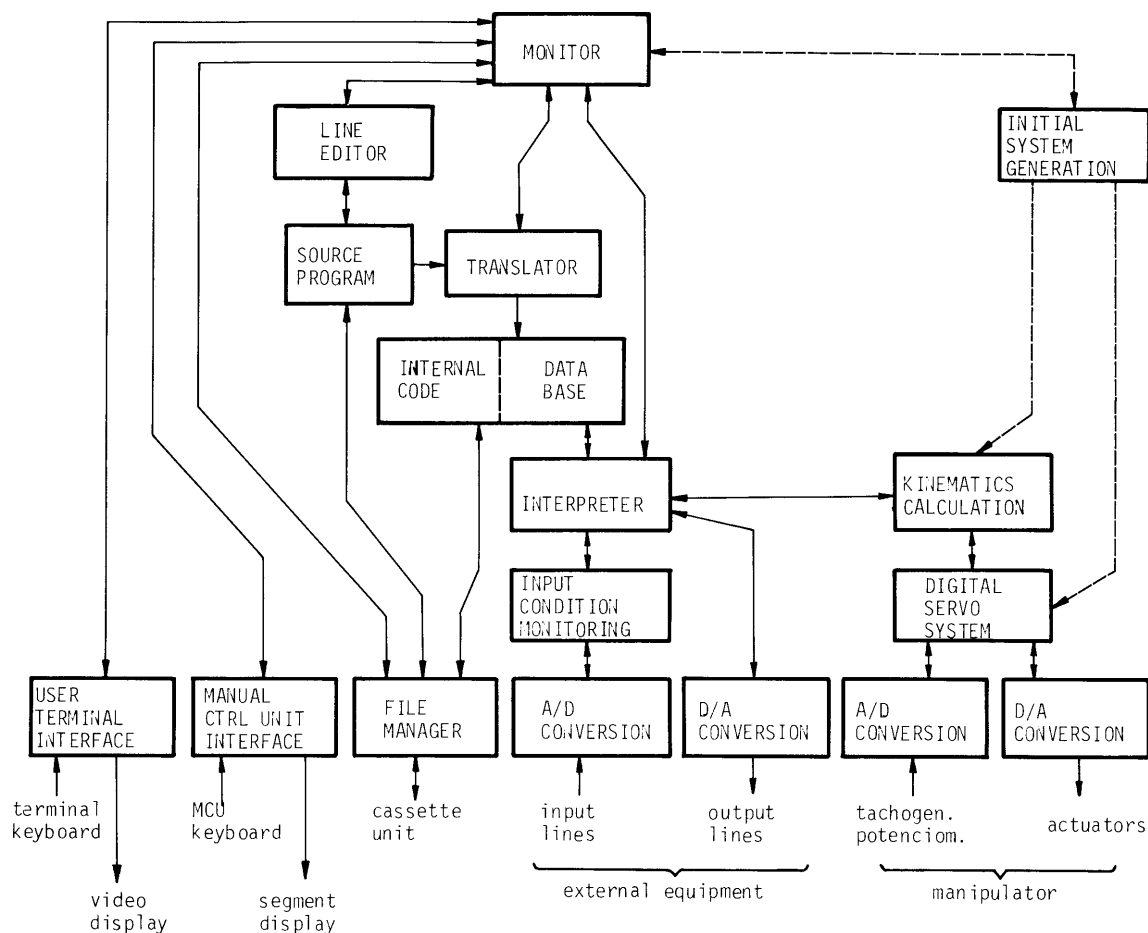 MONITOR
LINE
EDITOR
INITIAL
SYSTEM
GENERATION
SOURCE
PROGRAM
TRANSLATOR
INTERNAL
CODE
DATA
BASE
INTERPRETER
KINEMATICS
CALCULATION
INPUT
CONDITION
MONITORING
DIGITAL
SERVO
SYSTEM
USER
TERMINAL
INTERFACE
MANUAL
CTRL UNIT
INTERFACE
FILE
MANAGER
A/D
CONVERSION
D/A
CONVERSION
A/D
CONVERSION
D/A
CONVERSION
terminal
keyboard
MCU
keyboard
cassette
unit
input
lines
output
lines
tachogen.
potenciom.
actuators
video
display
segment
display
external equipment
manipulator